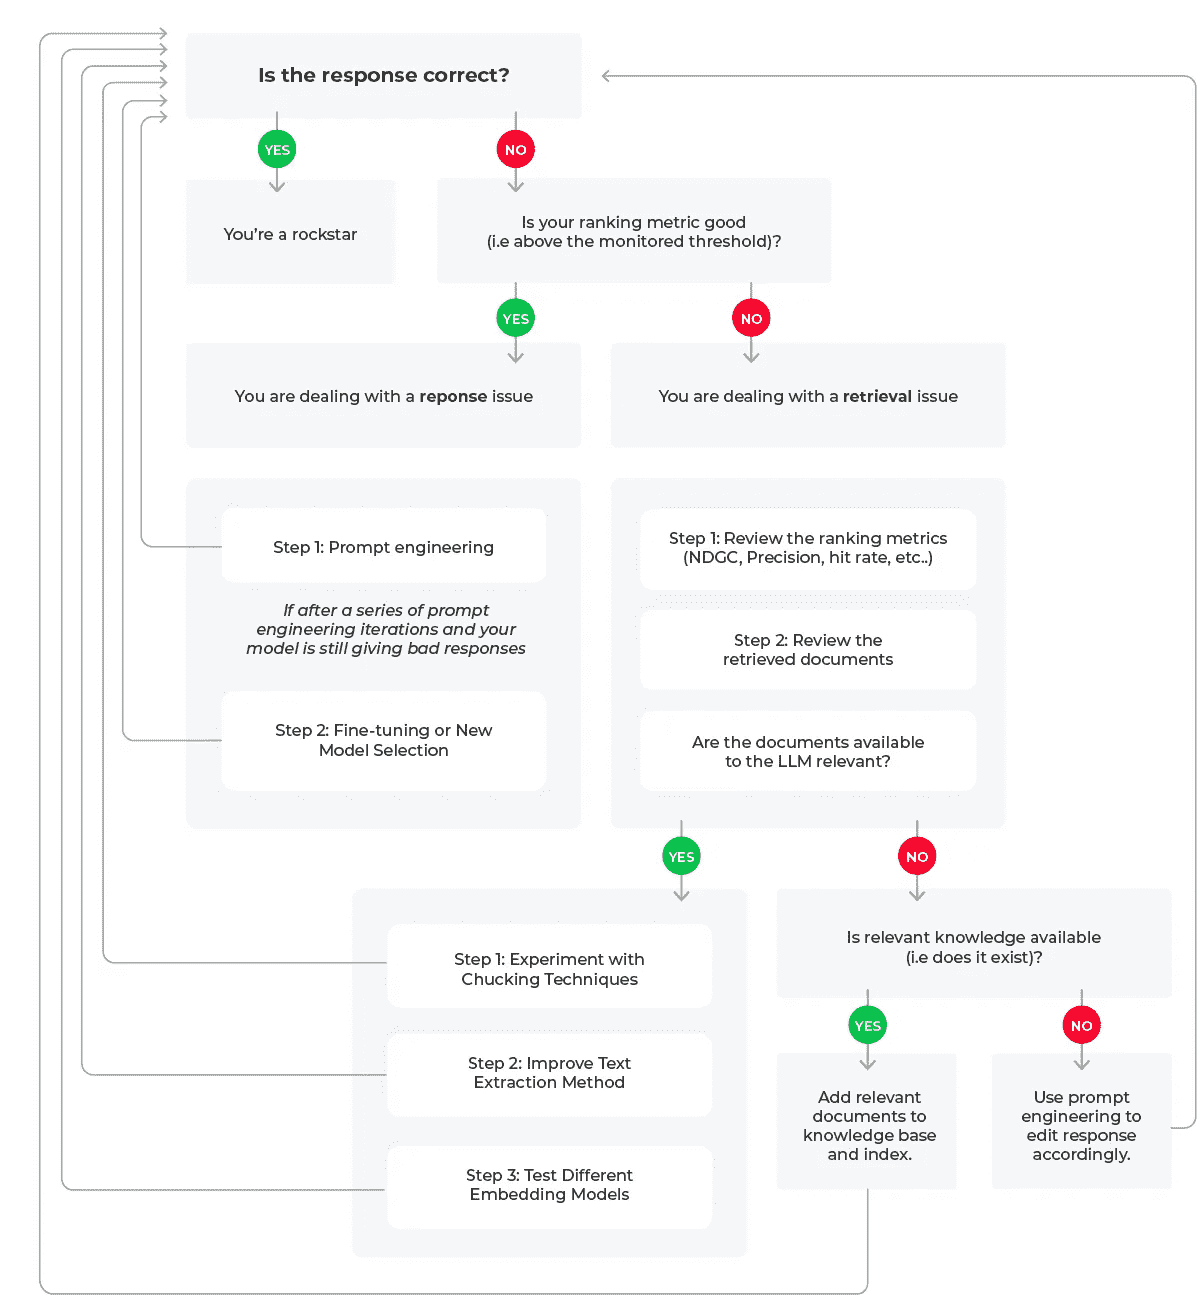 Is the response correct?
YES
NO
You're a rockstar
Is your ranking metric good
(i.e above the monitored threshold)?
YES
NO
You are dealing with a reponse issue
You are dealing with a retrieval issue
Step 1: Prompt engineering
If after a series of prompt
engineering iterations and your
model is still giving bad responses
Step 2: Fine-tuning or New
Model Selection
Step 1: Review the ranking metrics
(NDGC, Precision, hit rate, etc..)
Step 2: Review the
retrieved documents
Are the documents available
to the LLM relevant?
YES
NO
Step 1: Experiment with
Chucking Techniques
Step 2: Improve Text
Extraction Method
Step 3: Test Different
Embedding Models
Is relevant knowledge available
(i.e does it exist)?
YES
NO
Add relevant
documents to
knowledge base
and index.
Use prompt
engineering to
edit response
accordingly.